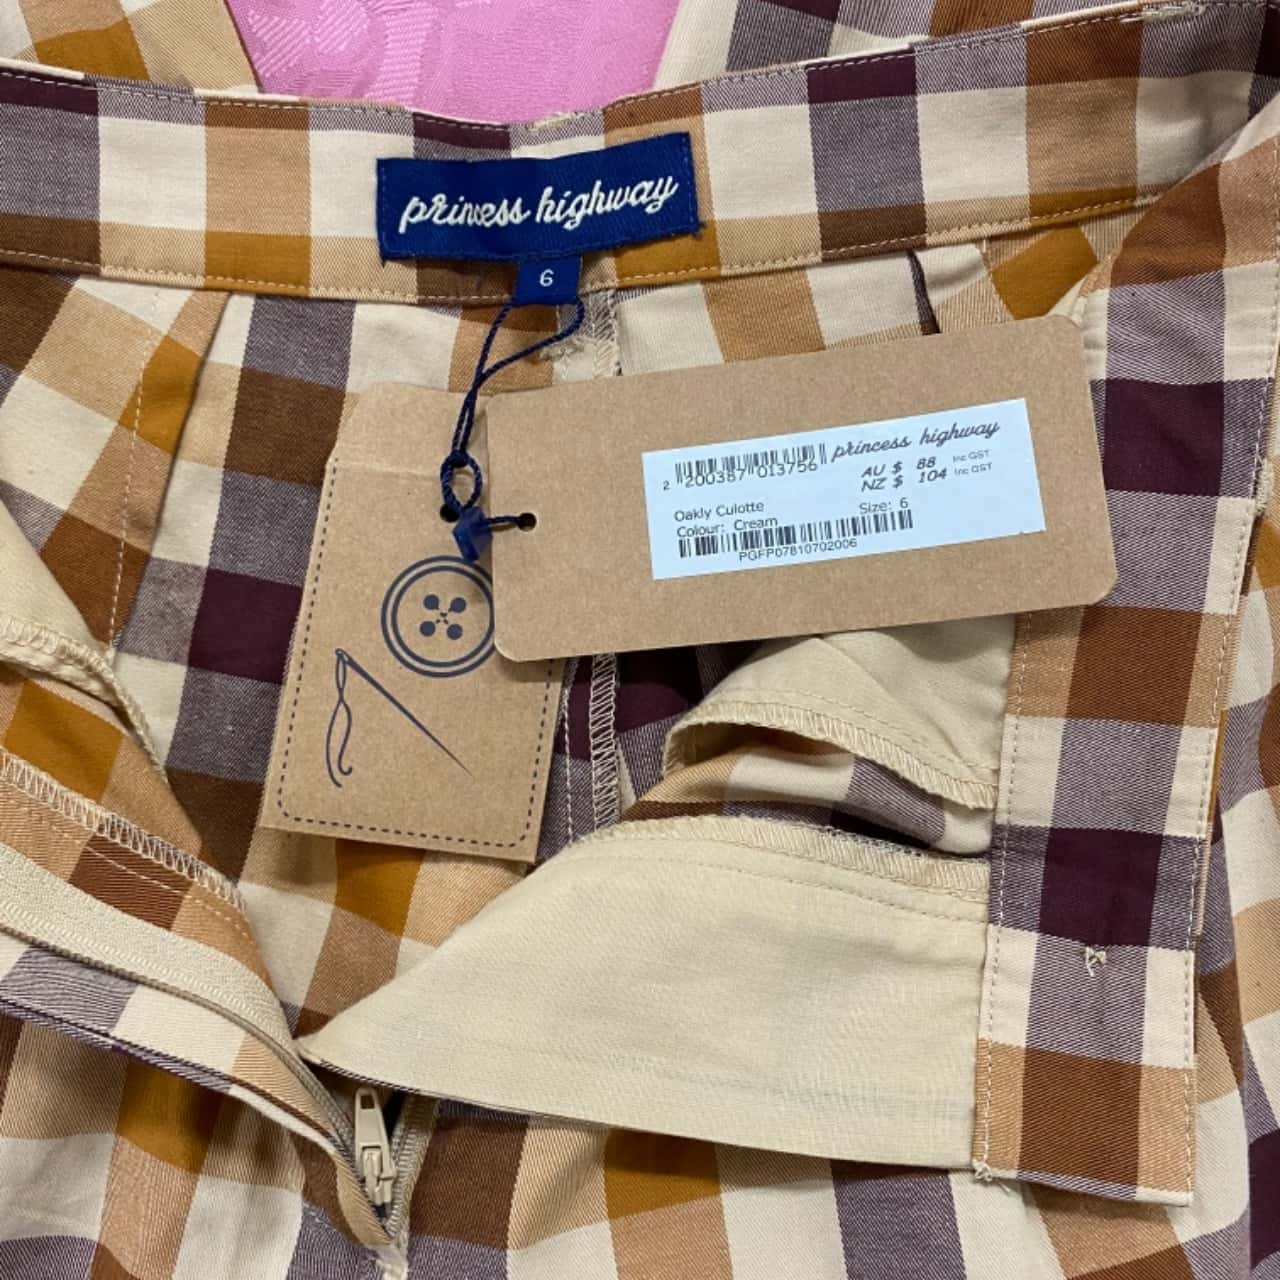 princess highway
6
princess highway
2 200387 013756
AU $ 88 Inc GST
NZ $ 104 Inc GST
Oakly Culotte
Colour: Cream Size: 6
PGFP07810702006